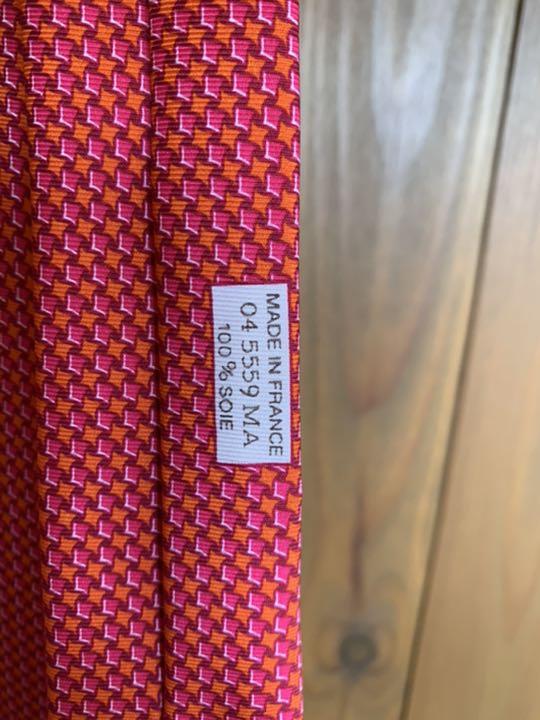 MADE IN FRANCE
04 5559 MA
100 % SOIE